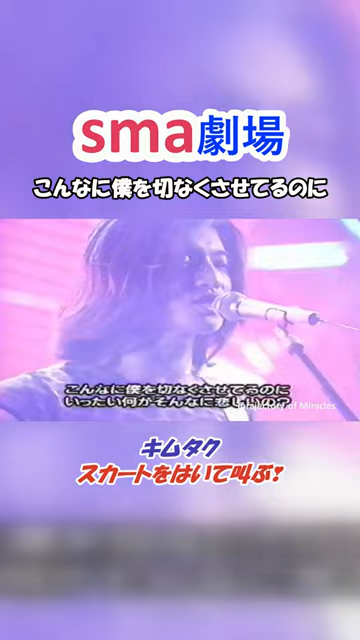 sma劇場
こんなに僕を切なくさせてるのに
こんなに僕を切なくさせてるのに
いったい何がそんなに悲しいの?
trajectory of Miracles
キムタク
スカートをはいて叫ぶ❣